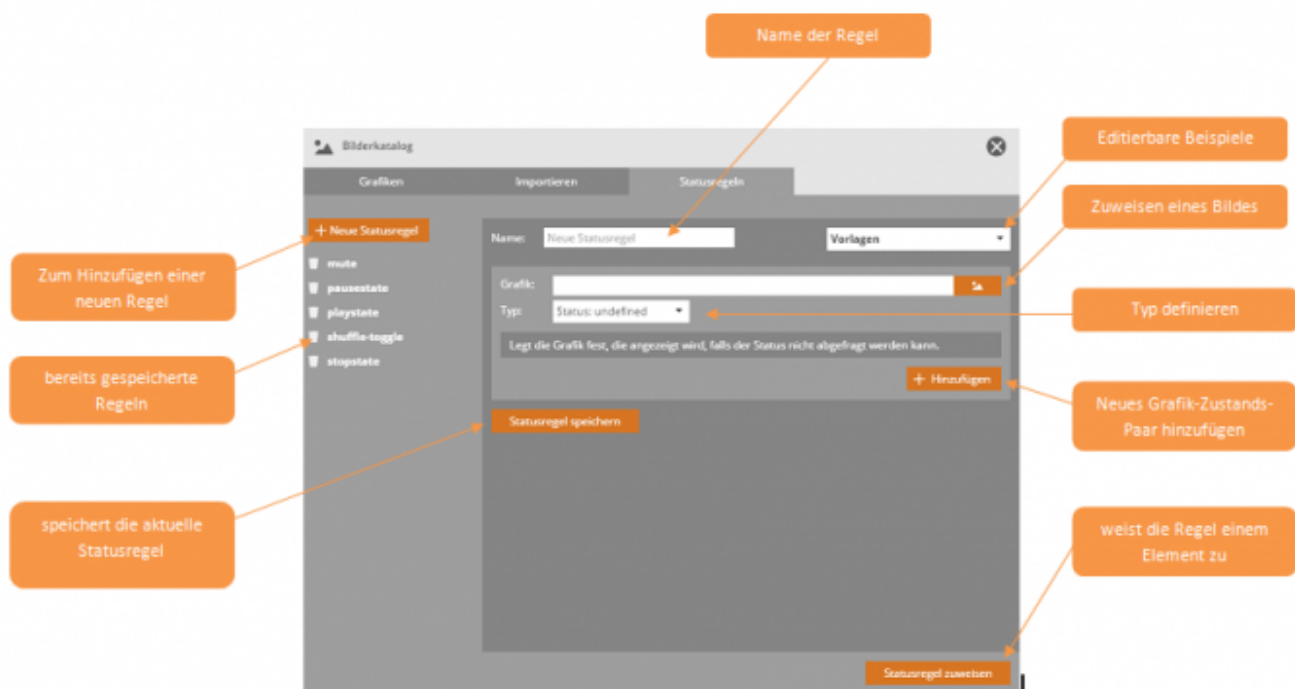 Name der Regel
Editierbare Beispiele
Bilderkatalog
Grafiken
Importieren
Statusregeln
Zuweisen eines Bildes
+ Neue Statusregel
Name:
Neue Statusregel
Vorlagen
Zum Hinzufügen einer
neuen Regel
mute
pausestate
playstate
shuffle-toggle
stopstate
Grafik:
Typ:
Status: undefined
Typ definieren
Legt die Grafik fest, die angezeigt wird, falls der Status nicht abgefragt werden kann.
+ Hinzufügen
bereits gespeicherte
Regeln
Neues Grafik-Zustands-
Paar hinzufügen
Statusregel speichern
speichert die aktuelle
Statusregel
weist die Regel einem
Element zu
Statusregel zuweisen